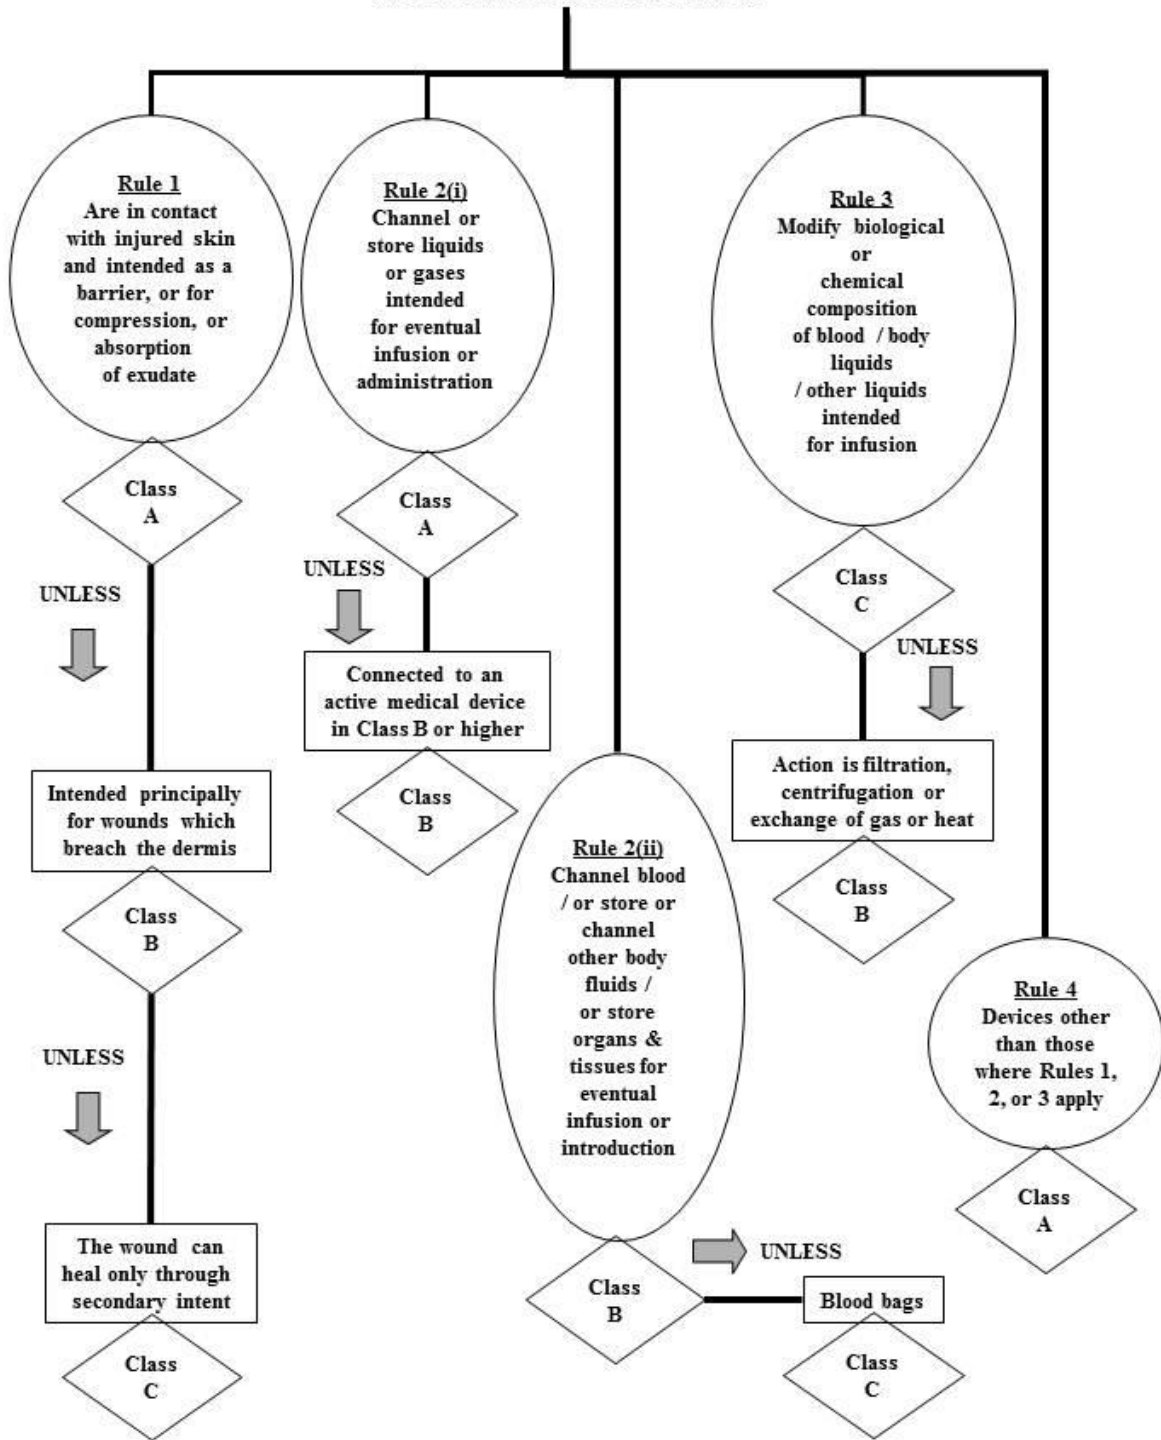 Rule 1
Are in contact
with injured skin
and intended as a
barrier, or for
compression, or
absorption
of exudate
Class
A
UNLESS
Intended principally
for wounds which
breach the dermis
Class
B
UNLESS
The wound can
heal only through
secondary intent
Class
C
Rule 2(i)
Channel or
store liquids
or gases
intended
for eventual
infusion or
administration
Class
A
UNLESS
Connected to an
active medical device
in Class B or higher
Class
B
Rule 2(ii)
Channel blood
/ or store or
channel
other body
fluids /
or store
organs &
tissues for
eventual
infusion or
introduction
Class
B
UNLESS
Blood bags
Class
C
Rule 3
Modify biological
or
chemical
composition
of blood / body
liquids
/ other liquids
intended
for infusion
Class
C
UNLESS
Action is filtration,
centrifugation or
exchange of gas or heat
Class
B
Rule 4
Devices other
than those
where Rules 1,
2, or 3 apply
Class
A